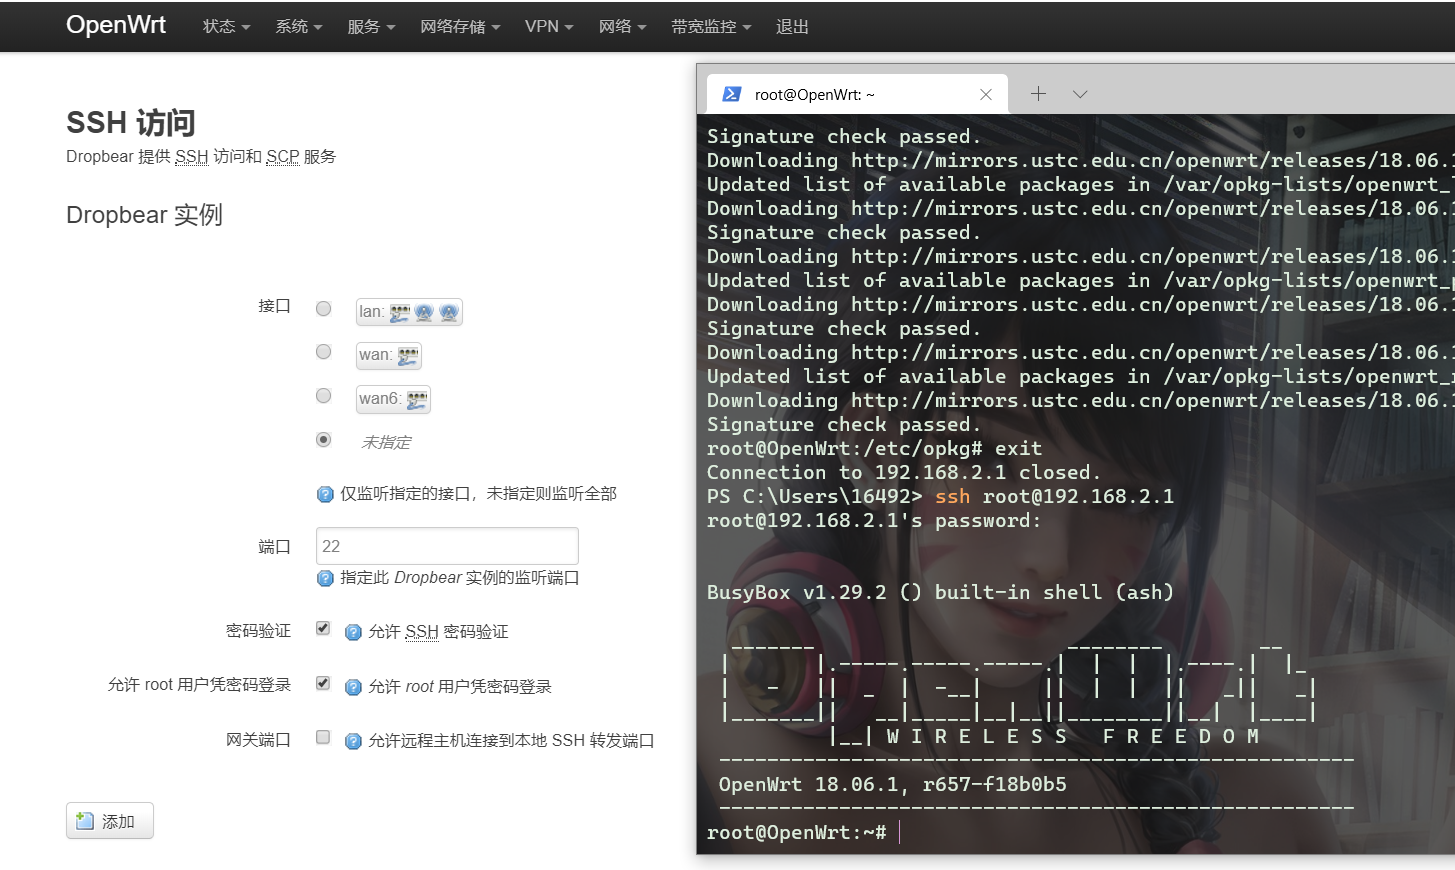 OpenWrt 状态 系统 服务 网络存储 VPN 网络 带宽监控 退出
SSH 访问
Dropbear 提供 SSH 访问和 SCP 服务
Dropbear 实例
接口
lan:
wan:
wan6:
未指定
仅监听指定的接口，未指定则监听全部
端口
22
指定此 Dropbear 实例的监听端口
密码验证
允许 SSH 密码验证
允许 root 用户凭密码登录
允许 root 用户凭密码登录
网关端口
允许远程主机连接到本地 SSH 转发端口
添加
root@OpenWrt: ~
Signature check passed.
Downloading http://mirrors.ustc.edu.cn/openwrt/releases/18.06.1
Updated list of available packages in /var/opkg-lists/openwrt_l
Downloading http://mirrors.ustc.edu.cn/openwrt/releases/18.06.1
Signature check passed.
Downloading http://mirrors.ustc.edu.cn/openwrt/releases/18.06.1
Updated list of available packages in /var/opkg-lists/openwrt_p
Downloading http://mirrors.ustc.edu.cn/openwrt/releases/18.06.1
Signature check passed.
Downloading http://mirrors.ustc.edu.cn/openwrt/releases/18.06.1
Updated list of available packages in /var/opkg-lists/openwrt_
Downloading http://mirrors.ustc.edu.cn/openwrt/releases/18.06.1
Signature check passed.
root@OpenWrt:/etc/opkg# exit
Connection to 192.168.2.1 closed.
PS C:\Users\16492> ssh root@192.168.2.1
root@192.168.2.1's password:
BusyBox v1.29.2 () built-in shell (ash)
W I R E L E S S F R E E D O M
OpenWrt 18.06.1, r657-f18b0b5
root@OpenWrt:~#